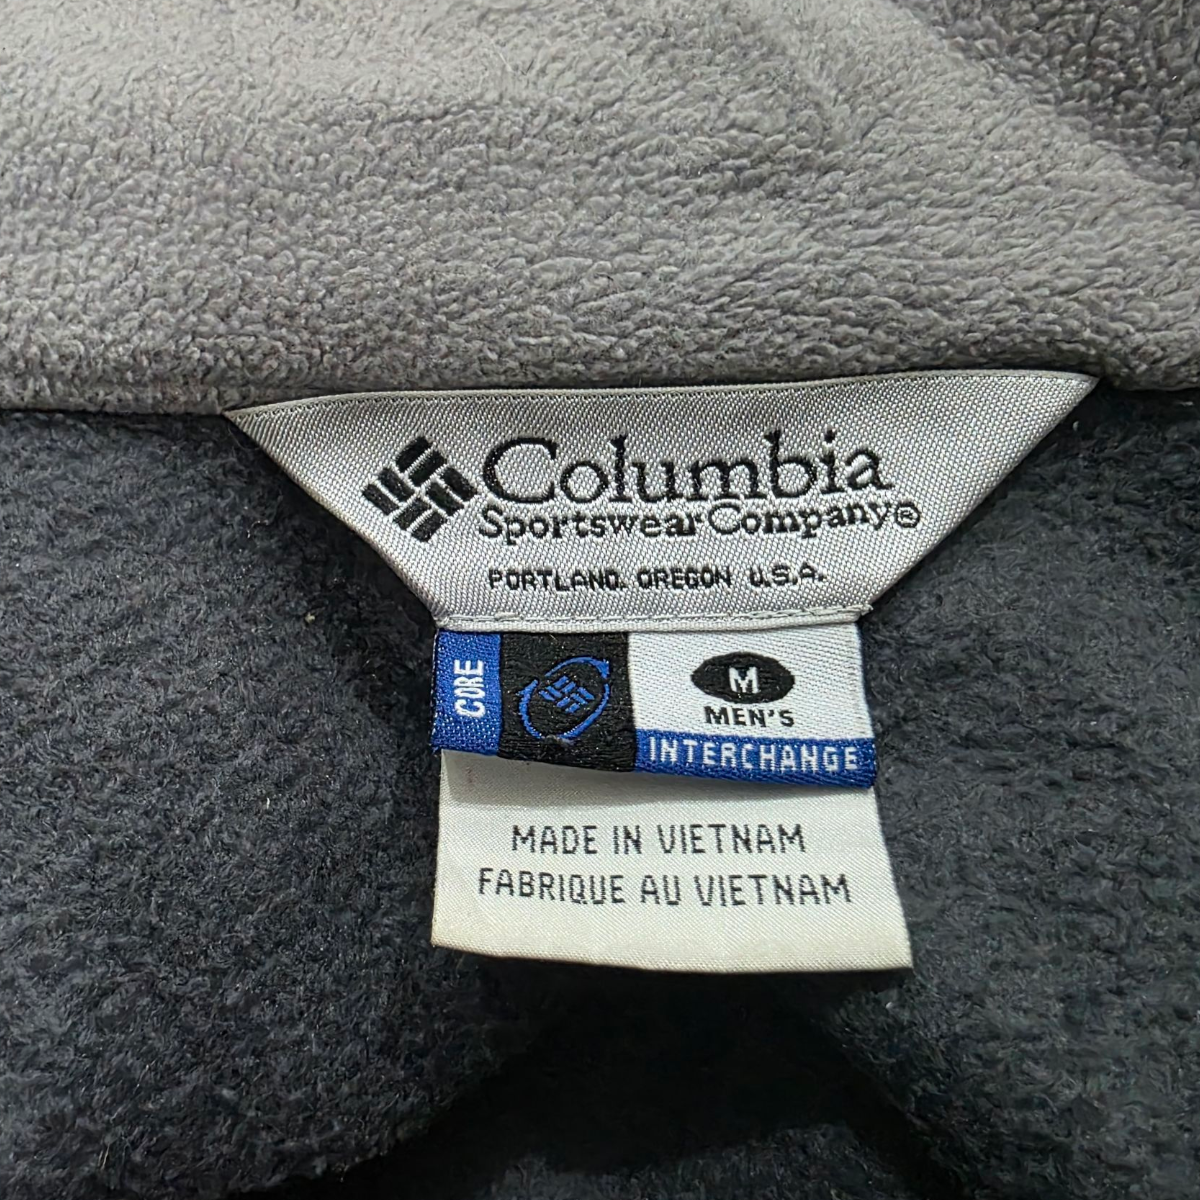 Columbia
Sportswear Company®
PORTLAND, OREGON U.S.A.
CORE
M
MEN'S
INTERCHANGE
MADE IN VIETNAM
FABRIQUE AU VIETNAM